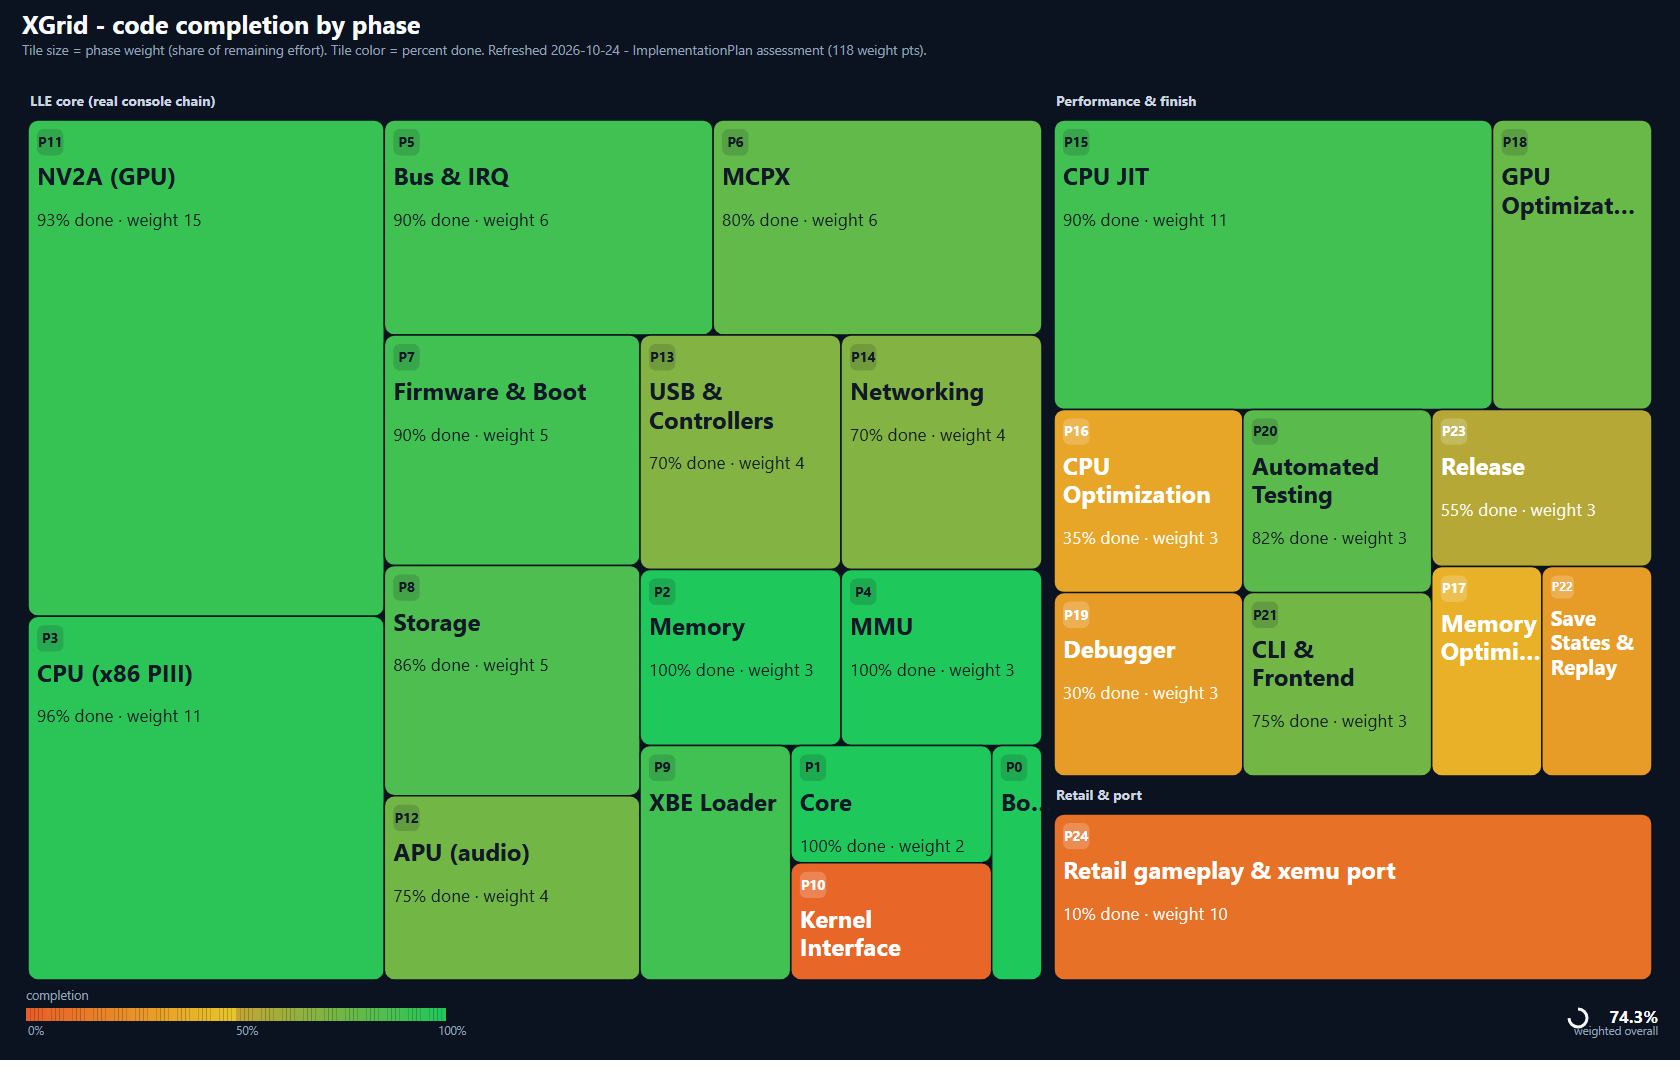 XGrid - code completion by phase
Tile size = phase weight (share of remaining effort). Tile color = percent done. Refreshed 2026-10-24 - ImplementationPlan assessment (118 weight pts).
LLE core (real console chain)
P11
NV2A (GPU)
93% done · weight 15
P5
Bus & IRQ
90% done · weight 6
P6
MCPX
80% done · weight 6
P7
Firmware & Boot
90% done · weight 5
P13
USB &
Controllers
70% done · weight 4
P14
Networking
70% done · weight 4
P3
CPU (x86 PIII)
96% done · weight 11
P8
Storage
86% done · weight 5
P2
Memory
100% done · weight 3
P4
MMU
100% done · weight 3
P12
APU (audio)
75% done · weight 4
P9
XBE Loader
P1
Core
100% done · weight 2
P0
Bo..
P10
Kernel
Interface
Performance & finish
P15
CPU JIT
90% done · weight 11
P18
GPU
Optimizat...
P16
CPU
Optimization
35% done · weight 3
P20
Automated
Testing
82% done · weight 3
P23
Release
55% done · weight 3
P19
Debugger
30% done · weight 3
P21
CLI &
Frontend
75% done · weight 3
P17
Memory
Optimi...
P22
Save
States &
Replay
Retail & port
P24
Retail gameplay & xemu port
10% done · weight 10
completion
0%
50%
100%
74.3%
weighted overall